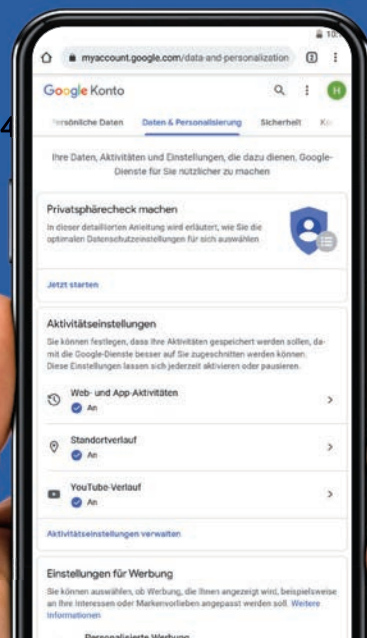 10:
myaccount.google.com/data-and-personalization
2
Google Konto
H
Persönliche Daten Daten & Personalisierung Sicherheit
4
Ihre Daten, Aktivitäten und Einstellungen, die dazu dienen, Google-
Dienste für Sie nützlicher zu machen
Privatsphärecheck machen
In dieser detaillierten Anleitung wird erläutert, wie Sie die
optimalen Datenschutzeinstellungen für sich auswählen
Jetzt starten
Aktivitätseinstellungen
Sie können festlegen, dass Ihre Aktivitäten gespeichert werden sollen, da-
mit die Google-Dienste besser auf Sie zugeschnitten werden können.
Diese Einstellungen lassen sich jederzeit aktivieren oder pausieren.
Web- und App-Aktivitäten
An
Standortverlauf
An
YouTube-Verlauf
An
Aktivitätseinstellungen verwalten
Einstellungen für Werbung
Sie können auswählen, ob Werbung, die Ihnen angezeigt wird, beispielsweise
an Ihre Interessen oder Markenvorlieben angepasst werden soll. Weitere
Informationen
Personalisierte Werbung